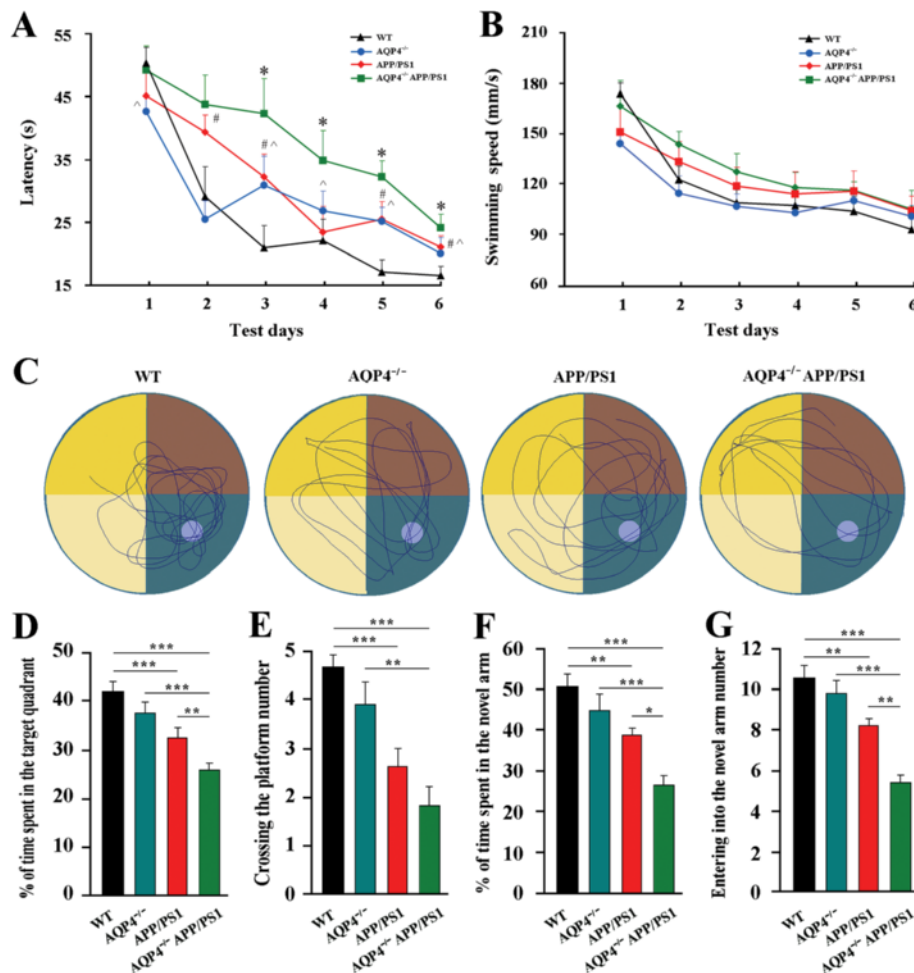 A
WT
AQP4-/-
APP/PS1
AQP4-/-APP/PS1
Latency (s)
55
45
35
25
15
^
#
*
# ^
*
^
*
#
^
*
# ^
1 2 3 4 5 6
Test days
B
WT
AQP4-/-
APP/PS1
AQP4-/-APP/PS1
Swimming speed (mm/s)
180
150
120
90
60
1 2 3 4 5 6
Test days
C
WT AQP4-/- APP/PS1 AQP4-/- APP/PS1
D
% of time spent in the target quadrant
50
40
30
20
10
0
***
***
***
**
WT
AQP4-/-
APP/PS1
AQP4-/- APP/PS1
E
Crossing the platform number
5
4
3
2
1
0
***
***
**
WT
AQP4-/-
APP/PS1
AQP4-/- APP/PS1
F
% of time spent in the novel arm
60
50
40
30
20
10
0
***
**
***
*
WT
AQP4-/-
APP/PS1
AQP4-/- APP/PS1
G
Entering into the novel arm number
12
10
8
6
4
2
0
***
**
***
**
WT
AQP4-/-
APP/PS1
AQP4-/- APP/PS1